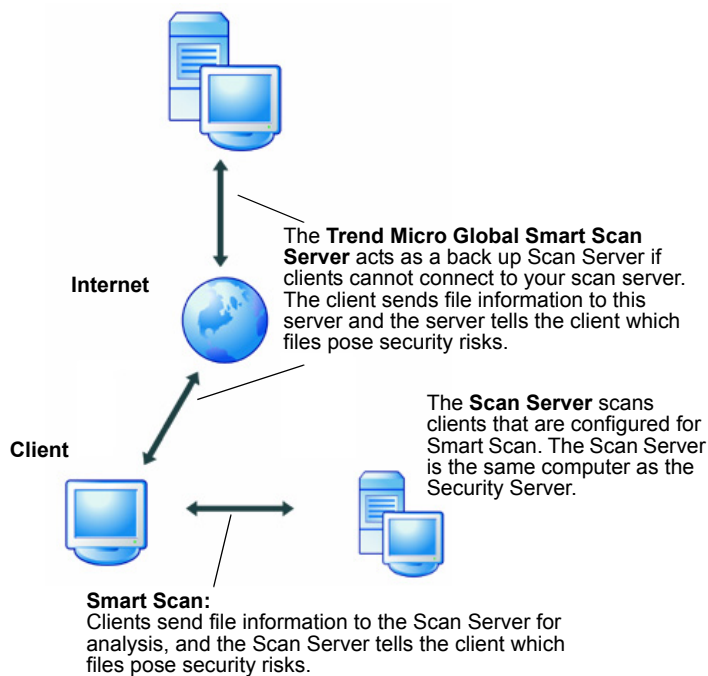 The Trend Micro Global Smart Scan
Server acts as a back up Scan Server if
clients cannot connect to your scan server.
The client sends file information to this
server and the server tells the client which
files pose security risks.
Internet
The Scan Server scans
clients that are configured for
Smart Scan. The Scan Server
is the same computer as the
Security Server.
Client
Smart Scan:
Clients send file information to the Scan Server for
analysis, and the Scan Server tells the client which
files pose security risks.